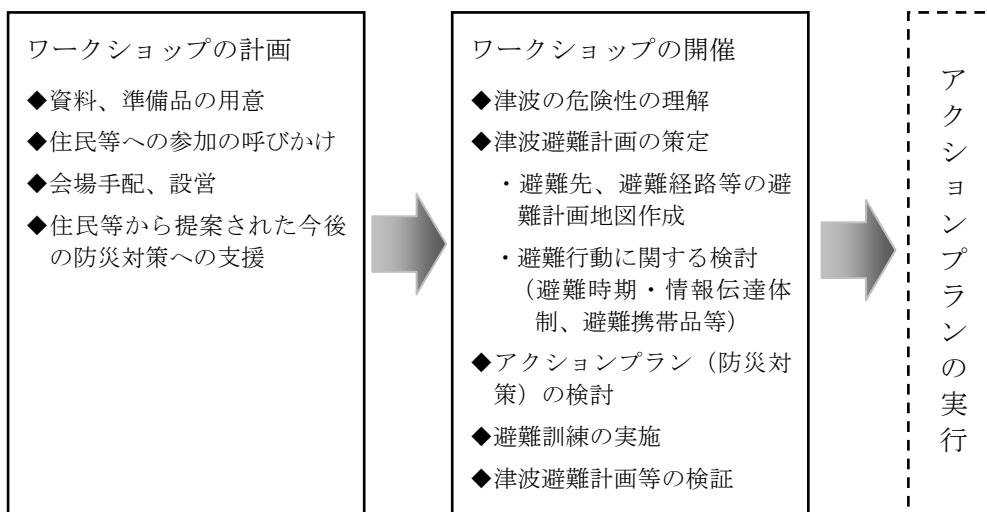 ワークショップの計画
◆資料、準備品の用意
◆住民等への参加の呼びかけ
◆会場手配、設営
◆住民等から提案された今後
の防災対策への支援
ワークショップの開催
◆津波の危険性の理解
◆津波避難計画の策定
・避難先、避難経路等の避
難計画地図作成
・避難行動に関する検討
（避難時期・情報伝達体
制、避難携帯品等）
◆アクションプラン（防災対
策）の検討
◆避難訓練の実施
◆津波避難計画等の検証
アクションプランの実行